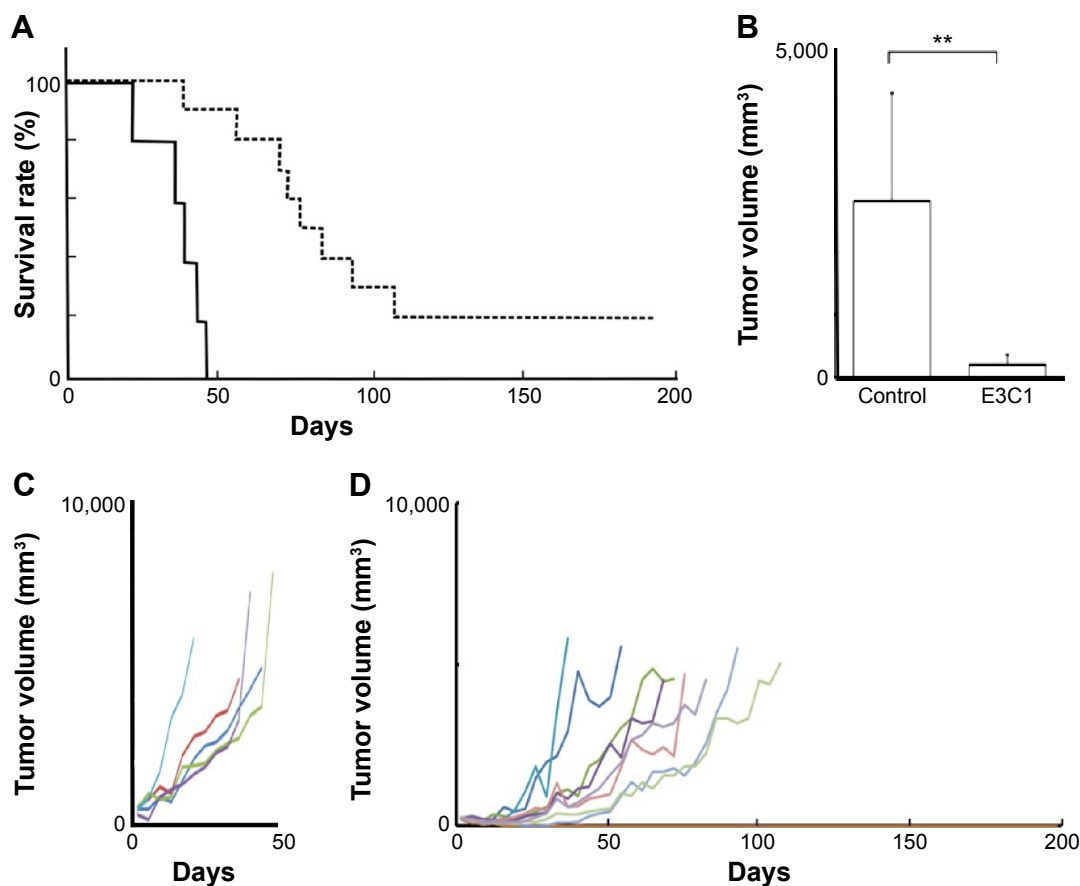 A
Survival rate (%)
100
0
0 50 100 150 200
Days
B
Tumor volume (mm³)
5,000
0
**
Control E3C1
C
Tumor volume (mm³)
10,000
0
0 50
Days
D
Tumor volume (mm³)
10,000
0
0 50 100 150 200
Days